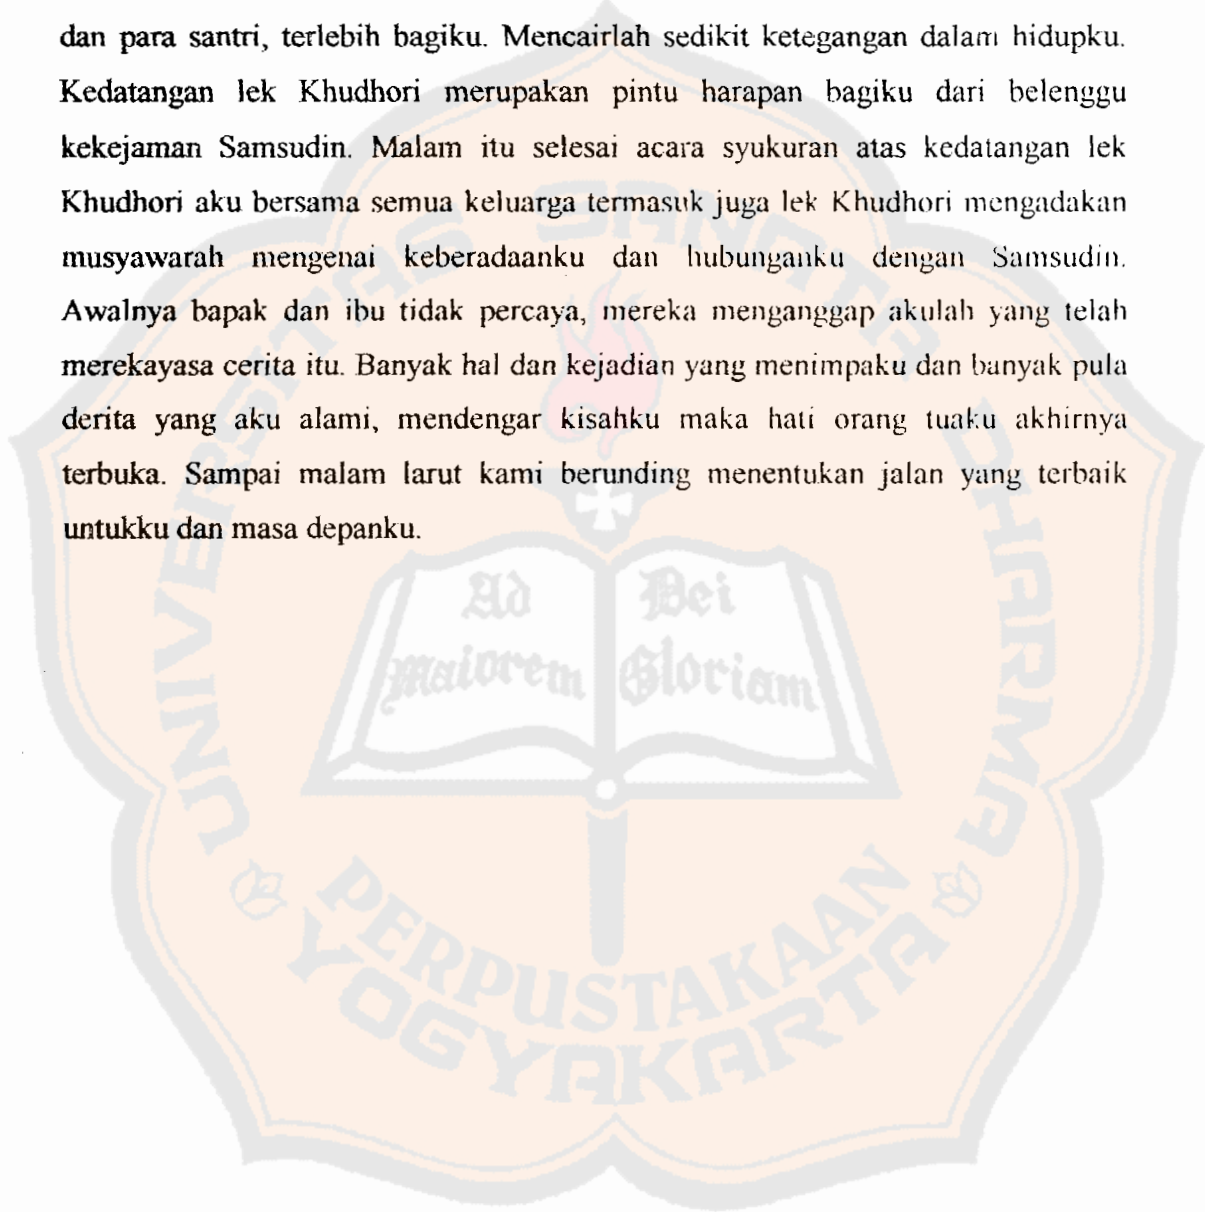 dan para santri, terlebih bagiku. Mencairlah sedikit ketegangan dalam hidupku.
Kedatangan lek Khudhori merupakan pintu harapan bagiku dari belenggu
kekejaman Samsudin. Malam itu selesai acara syukuran atas kedatangan lek
Khudhori aku bersama semua keluarga termasuk juga lek Khudhori mengadakan
musyawarah mengenai keberadaanku dan hubunganku dengan Samsudin.
Awalnya bapak dan ibu tidak percaya, mereka menganggap akulah yang telah
merekayasa cerita itu. Banyak hal dan kejadian yang menimpaku dan banyak pula
derita yang aku alami, mendengar kisahku maka hati orang tuaku akhirnya
terbuka. Sampai malam larut kami berunding menentukan jalan yang terbaik
untukku dan masa depanku.
UNIVERSITAS SANATA DHARMA
Ad Dei
maiorem Gloriam
PERPUSTAKAAN
YOGYAKARTA